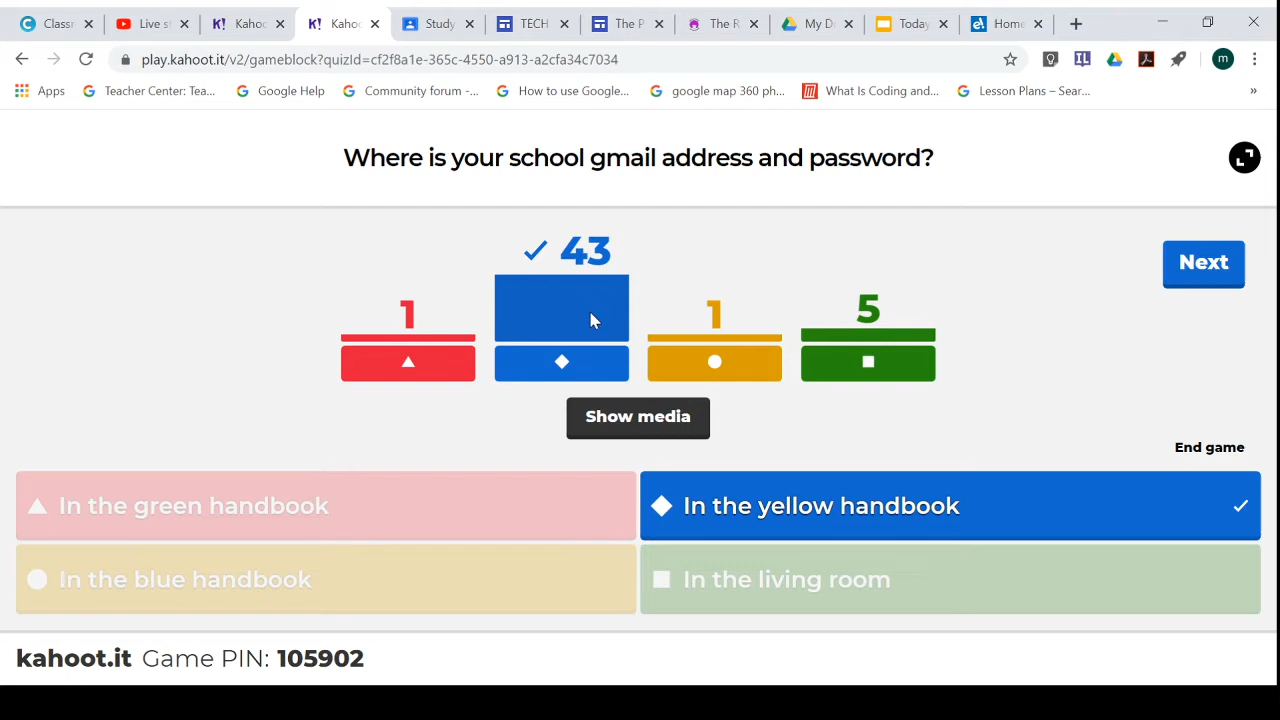 Classr
Live st
Kahoo
Kahoo
Study
TECH
The P
The R
My D
Today
Home
play.kahoot.it/v2/gameblock?quizId=cf2f8a1e-365c-4550-a913-a2cfa34c7034
m
Apps
Teacher Center: Tea...
Google Help
Community forum -...
How to use Google...
google map 360 ph...
What Is Coding and...
Lesson Plans – Sear...
»
Where is your school gmail address and password?
43
1
1
5
Next
Show media
End game
In the green handbook
In the yellow handbook
In the blue handbook
In the living room
kahoot.it Game PIN: 105902